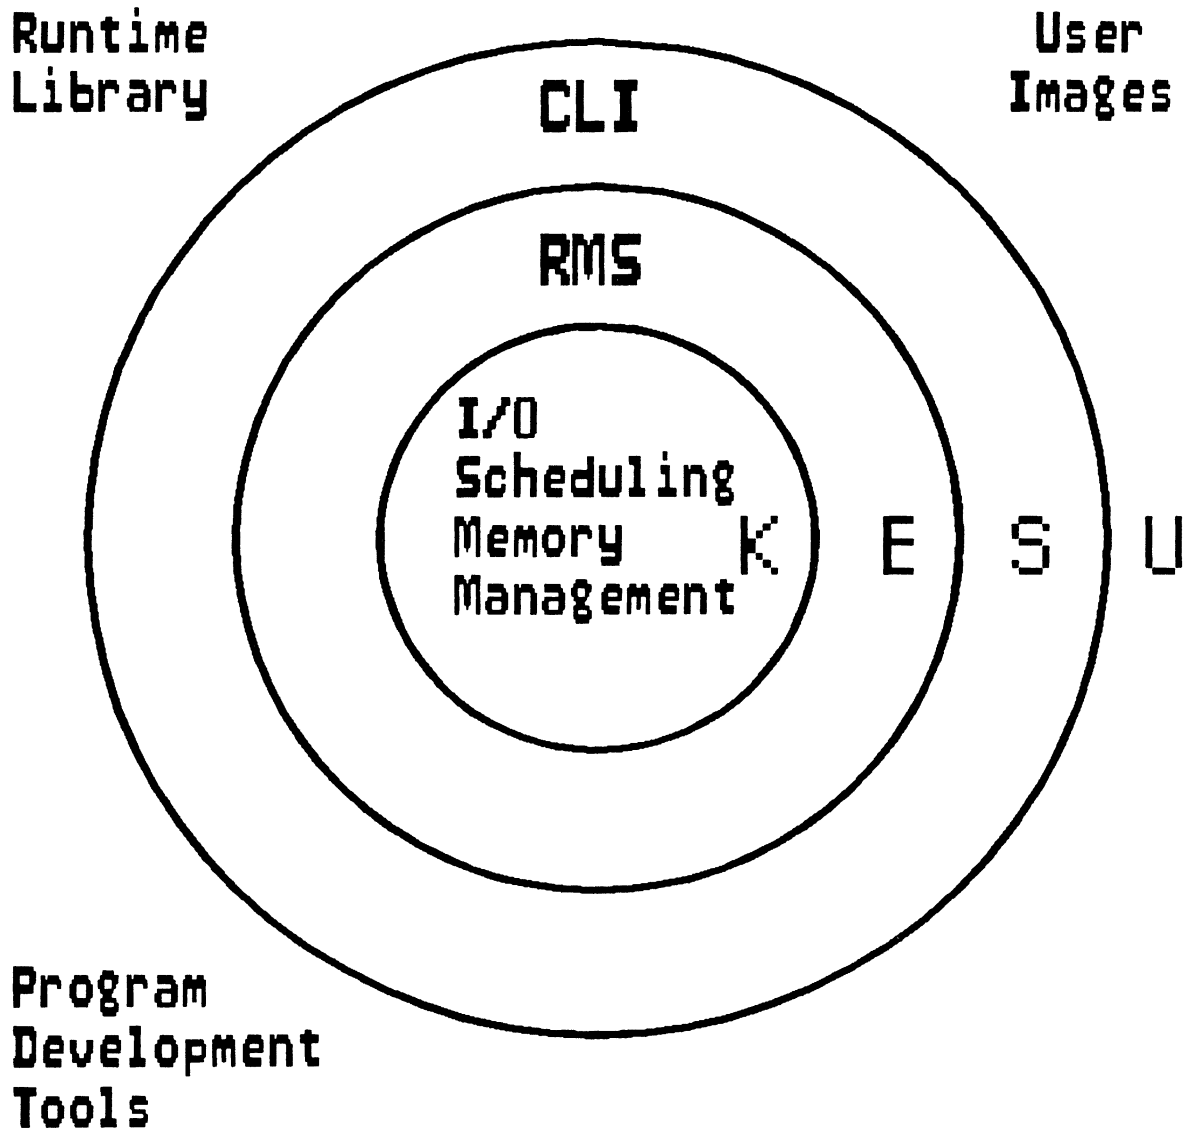 Runtime
Library
User
Images
CLI
RMS
I/O
Scheduling
Memory
Management
K E S U
Program
Development
Tools